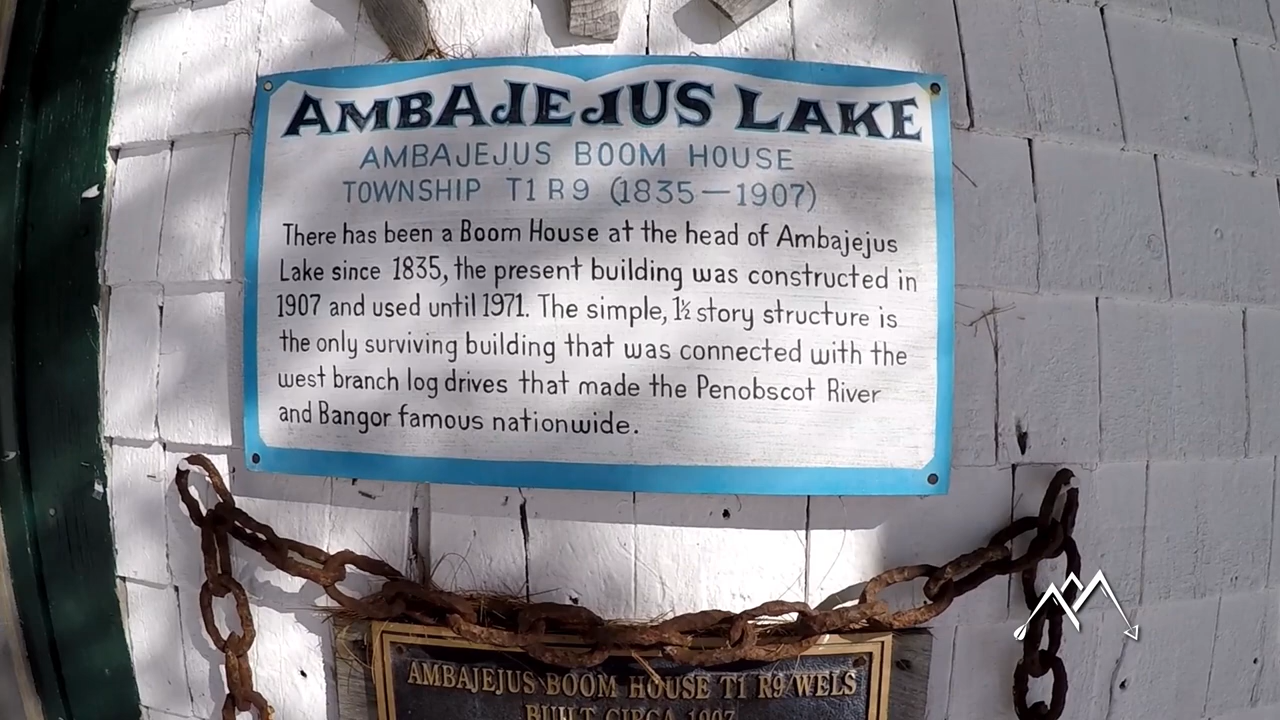 AMBAJEJUS LAKE
AMBAJEJUS BOOM HOUSE
TOWNSHIP T1 R9 (1835—1907)
There has been a Boom House at the head of Ambajejus
Lake since 1835, the present building was constructed in
1907 and used until 1971. The simple, 1½ story structure is
the only surviving building that was connected with the
west branch log drives that made the Penobscot River
and Bangor famous nationwide.
AMBAJEJUS BOOM HOUSE T1 R9 WELS
BUILT CIRCA 1907